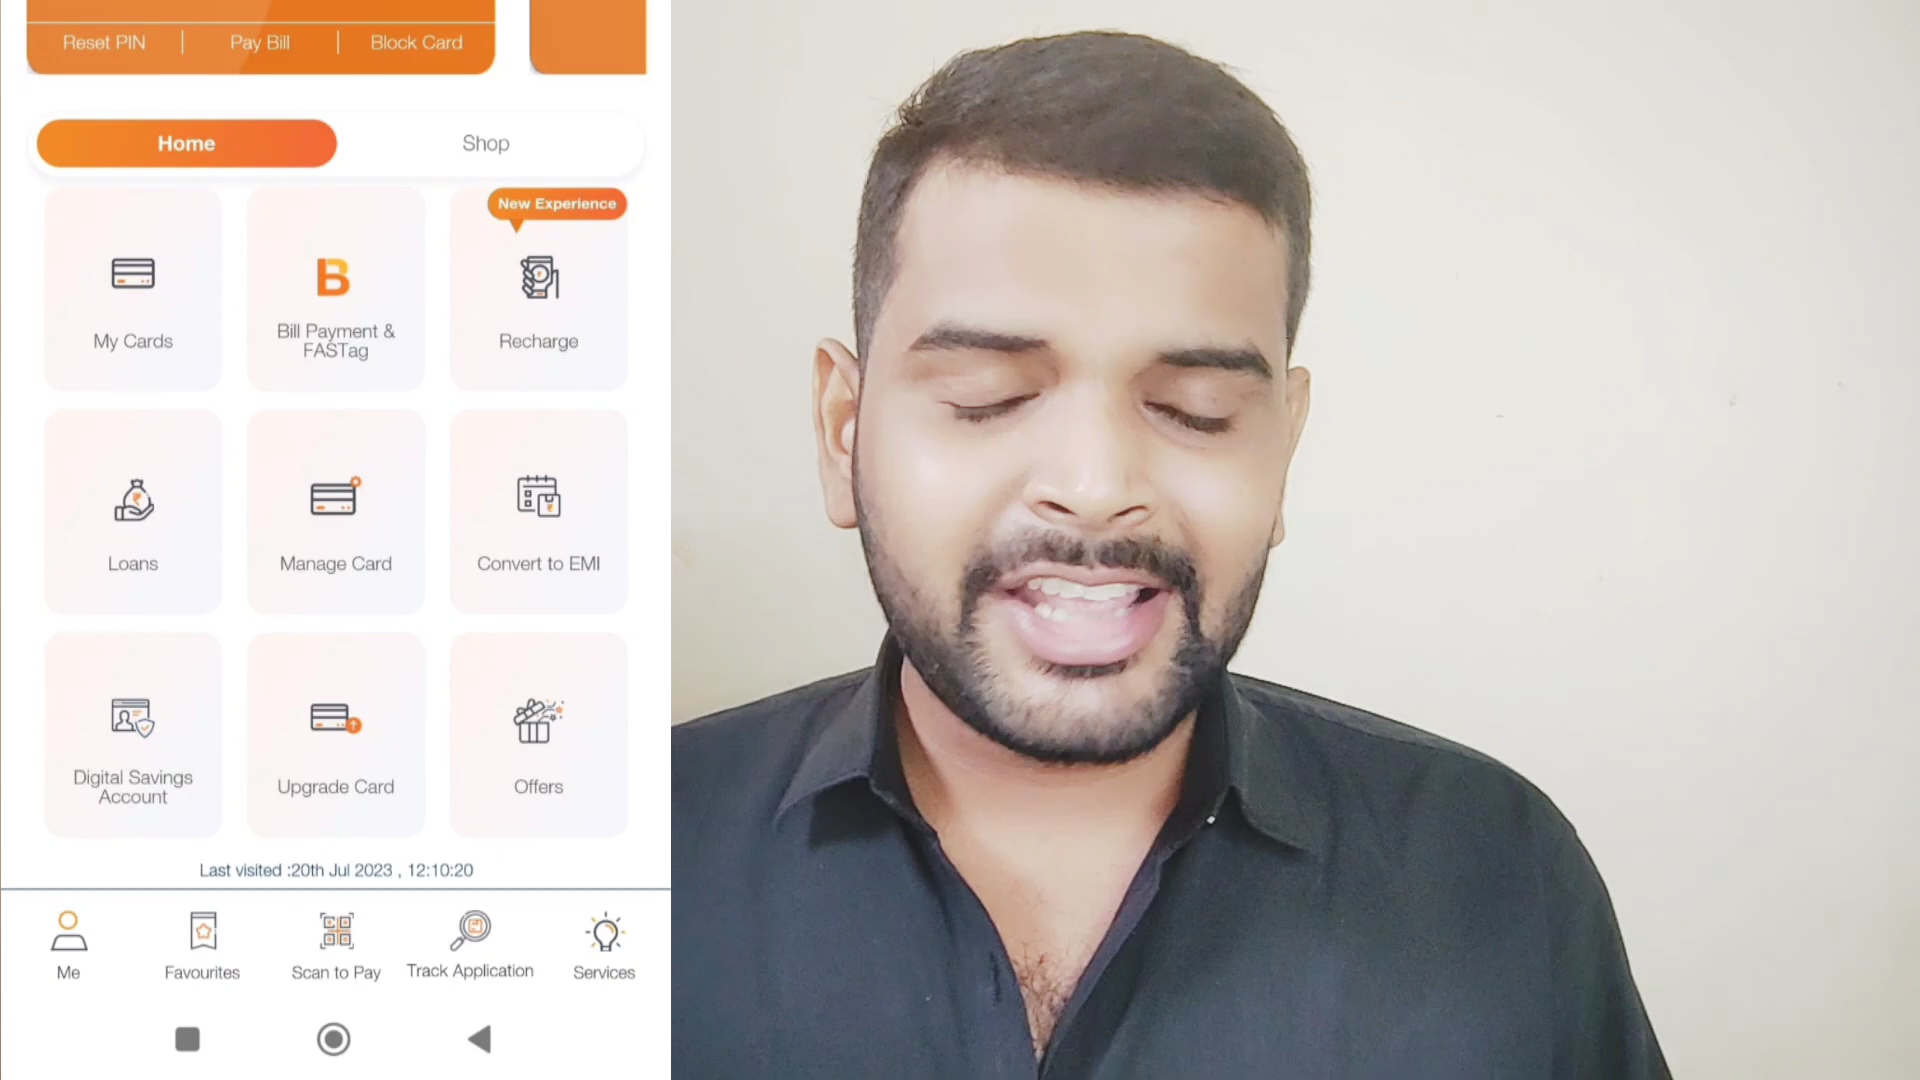 Reset PIN
Pay Bill
Block Card
Home
Shop
New Experience
My Cards
Bill Payment &
FASTag
Recharge
Loans
Manage Card
Convert to EMI
Digital Savings
Account
Upgrade Card
Offers
Last visited :20th Jul 2023 , 12:10:20
Me
Favourites
Scan to Pay
Track Application
Services